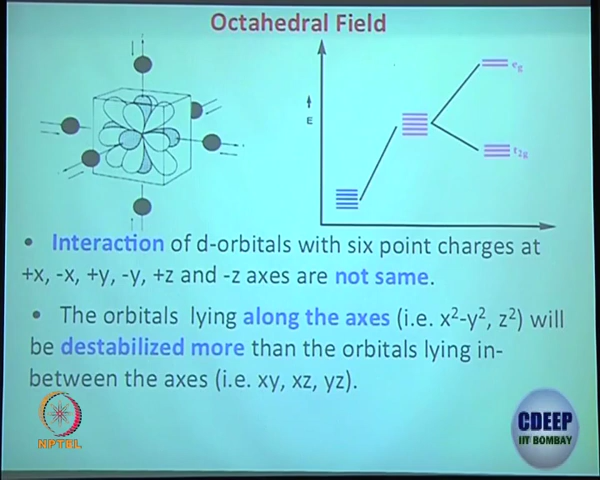 Octahedral Field
E
eg
t2g
• Interaction of d-orbitals with six point charges at
+x, -x, +y, -y, +z and -z axes are not same.
• The orbitals lying along the axes (i.e. x²-y², z²) will
be destabilized more than the orbitals lying in-
between the axes (i.e. xy, xz, yz).
NPTEL
CDEEP
IIT BOMBAY